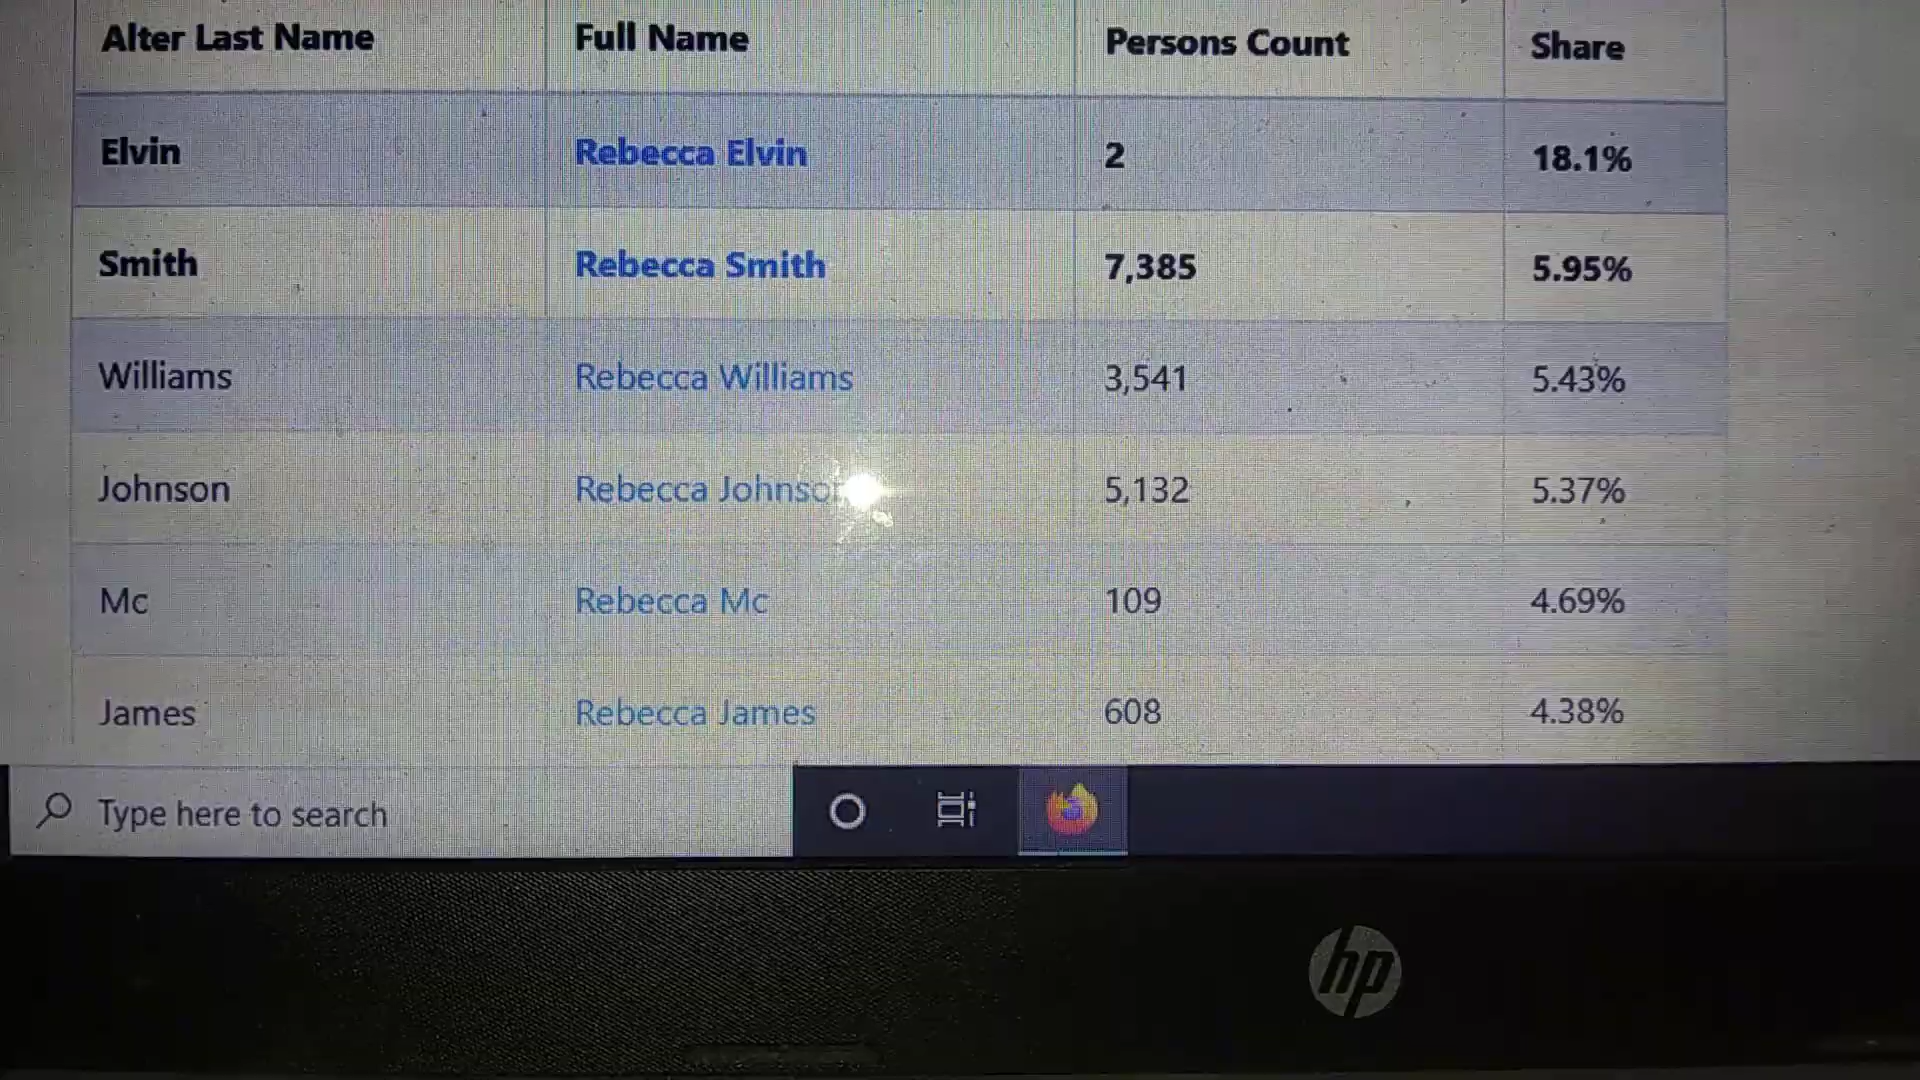 Alter Last Name Full Name Persons Count Share
Elvin Rebecca Elvin 2 18.1%
Smith Rebecca Smith 7,385 5.95%
Williams Rebecca Williams 3,541 5.43%
Johnson Rebecca 5,132 5.37%
Mc Rebecca Mc 109 4.69%
James Rebecca James 608 4.38%
Type here to search
hp